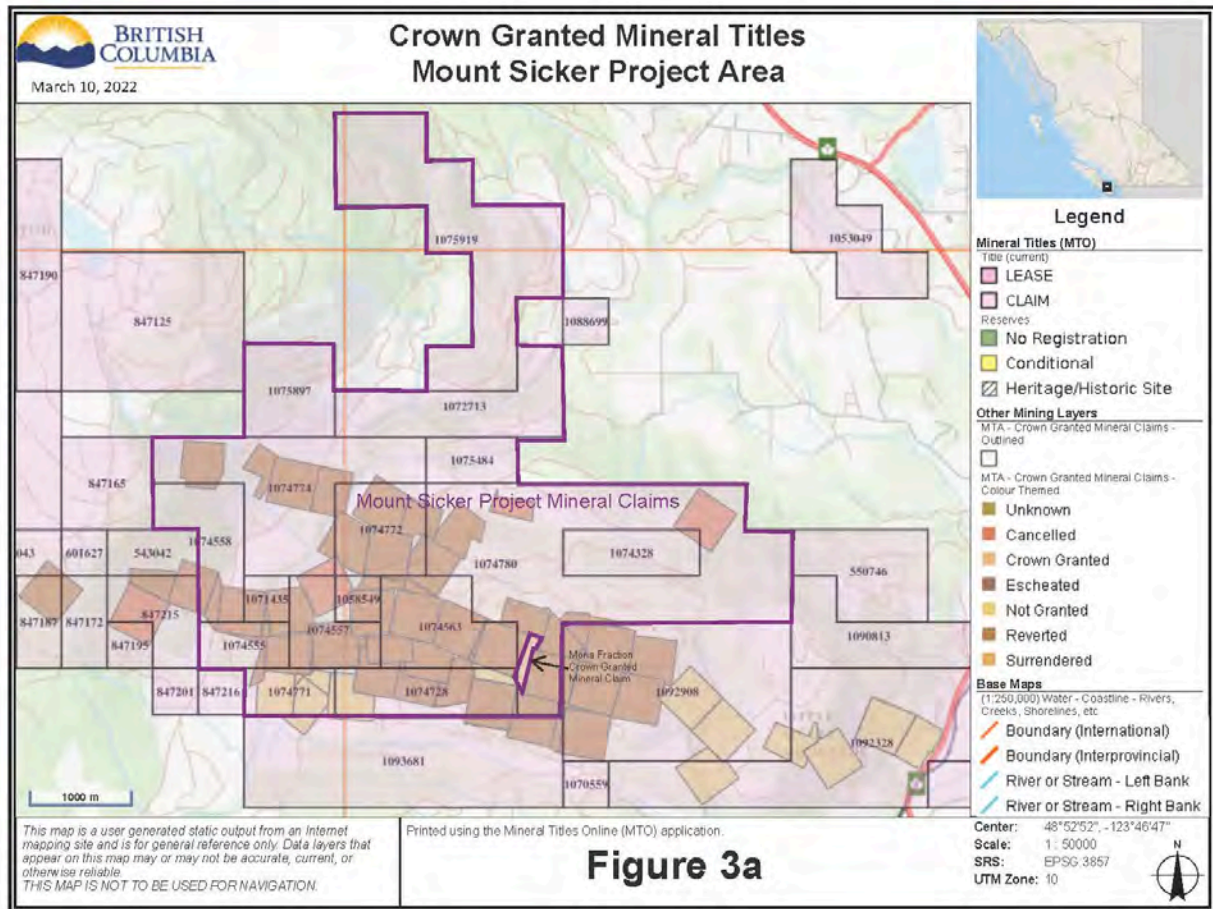 BRITISH
COLUMBIA
March 10, 2022
Crown Granted Mineral Titles
Mount Sicker Project Area
847190
1075919
1053049
847125
1088699
1075897
1072713
1075484
847165
1074774
Mount Sicker Project Mineral Claims
1074772
043
601627
543042
1074558
1074780
1074328
550746
847187
847172
847215
1071435
1058549
847195
1074555
1074557
1074563
1090813
Mona Fraction
Crown Granted
Mineral Claim
847201
847216
1074771
1074728
1092908
1092328
1093681
1070559
1000 m
Legend
Mineral Titles (MTO)
Title (current)
LEASE
CLAIM
Reserves
No Registration
Conditional
Heritage/Historic Site
Other Mining Layers
MTA - Crown Granted Mineral Claims -
Outlined
MTA - Crown Granted Mineral Claims -
Colour Themed
Unknown
Cancelled
Crown Granted
Escheated
Not Granted
Reverted
Surrendered
Base Maps
(1:250,000) Water - Coastline - Rivers,
Creeks, Shorelines, etc
Boundary (International)
Boundary (Interprovincial)
River or Stream - Left Bank
River or Stream - Right Bank
This map is a user generated static output from an Internet
mapping site and is for general reference only. Data layers that
appear on this map may or may not be accurate, current, or
otherwise reliable.
THIS MAP IS NOT TO BE USED FOR NAVIGATION.
Printed using the Mineral Titles Online (MTO) application.
Figure 3a
Center: 48°52'52", -123°46'47"
Scale: 1 : 50000
SRS: EPSG:3857
UTM Zone: 10
N